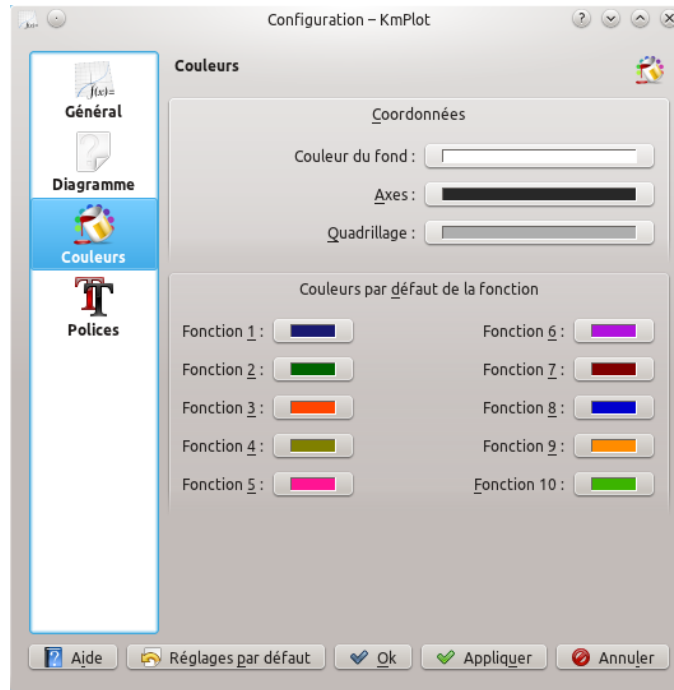 Configuration – KmPlot
Couleurs
f(x)=
Général
Diagramme
Couleurs
Polices
Coordonnées
Couleur du fond :
Axes :
Quadrillage :
Couleurs par défaut de la fonction
Fonction 1 :
Fonction 2 :
Fonction 3 :
Fonction 4 :
Fonction 5 :
Fonction 6 :
Fonction 7 :
Fonction 8 :
Fonction 9 :
Fonction 10 :
Aide
Réglages par défaut
Ok
Appliquer
Annuler